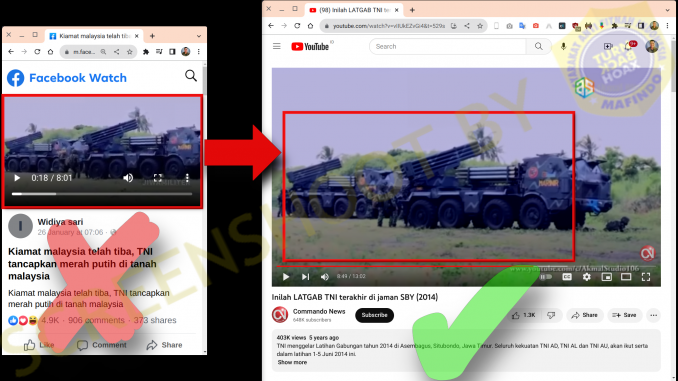 Kiamat malaysia telah tiba
m.face...
Facebook Watch
0:18 / 8:01
Widiya sari
26 January at 07:06
Kiamat malaysia telah tiba, TNI
tancapkan merah putih di tanah
malaysia
Kiamat malaysia telah tiba, TNI tancapkan
merah putih di tanah malaysia
4.9K · 906 comments · 373 shares
Like
Comment
Share
(98) Inilah LATGAB TNI ter
YouTube
Search
9+
TURN
BACK
HOAX
MAFINDO
8:49 / 13:02
CC
Inilah LATGAB TNI terakhir di jaman SBY (2014)
Commando News
648K subscribers
Subscribe
1.3K
Share
Save
403K views 5 years ago
TNI menggelar Latihan Gabungan tahun 2014 di Asembagus, Situbondo, Jawa Timur. Seluruh kekuatan TNI AD, TNI AL dan TNI AU, akan ikut serta
dalam latihan 1-5 Juni 2014 ini.
Show more